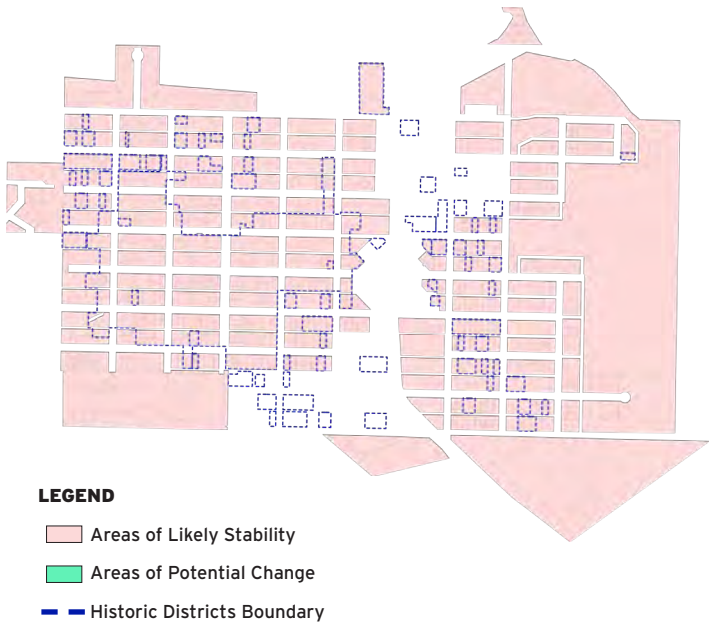 LEGEND
Areas of Likely Stability
Areas of Potential Change
Historic Districts Boundary